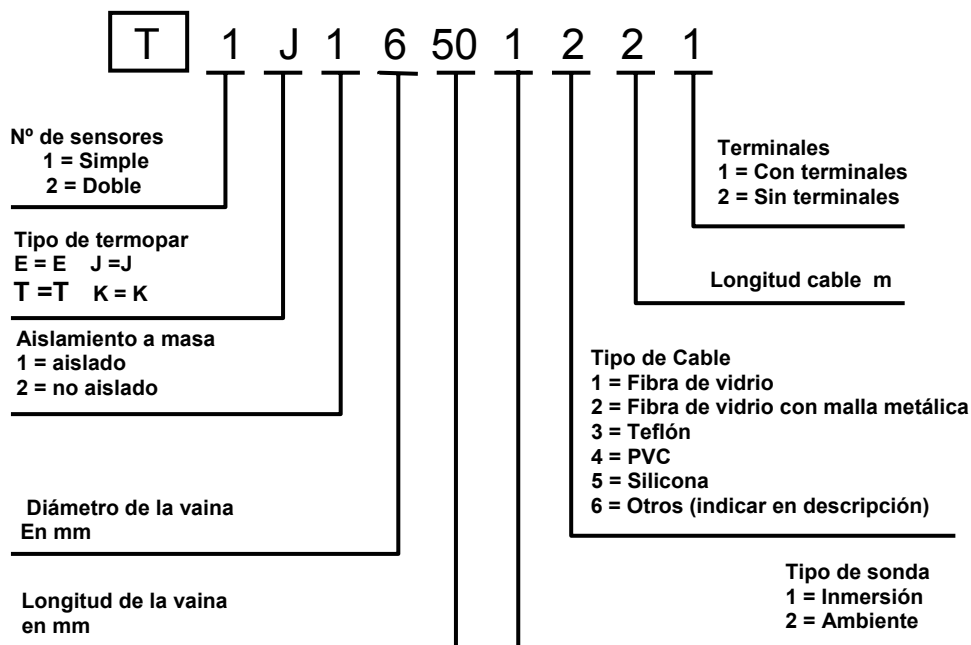 T 1 J 1 6 50 1 2 2 1
Nº de sensores
1 = Simple
2 = Doble
Tipo de termopar
E = E J =J
T =T K = K
Aislamiento a masa
1 = aislado
2 = no aislado
Diámetro de la vaina
En mm
Longitud de la vaina
en mm
Terminales
1 = Con terminales
2 = Sin terminales
Longitud cable m
Tipo de Cable
1 = Fibra de vidrio
2 = Fibra de vidrio con malla metálica
3 = Teflón
4 = PVC
5 = Silicona
6 = Otros (indicar en descripción)
Tipo de sonda
1 = Inmersión
2 = Ambiente